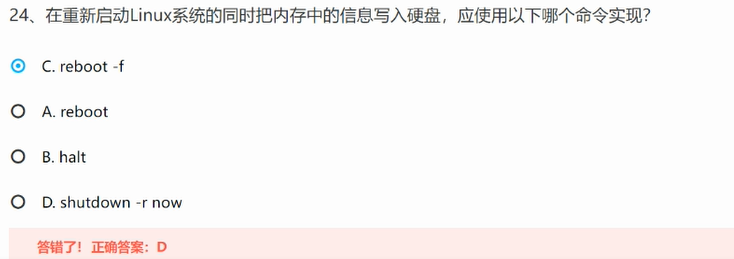 24、在重新启动Linux系统的同时把内存中的信息写入硬盘，应使用以下哪个命令实现？
C. reboot -f
A. reboot
B. halt
D. shutdown -r now
答错了！正确答案：D